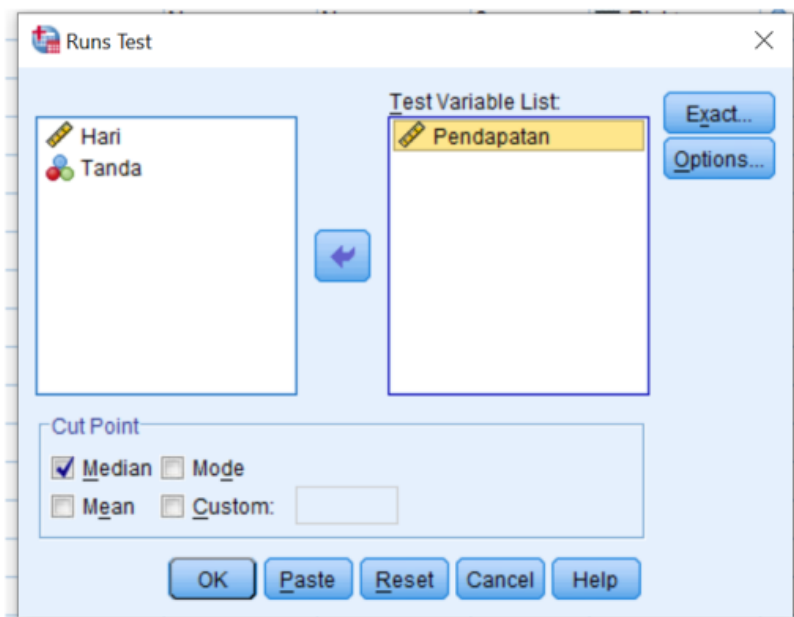 Runs Test
Test Variable List:
Hari
Tanda
Pendapatan
Exact...
Options...
Cut Point
Median Mode
Mean Custom:
OK Paste Reset Cancel Help